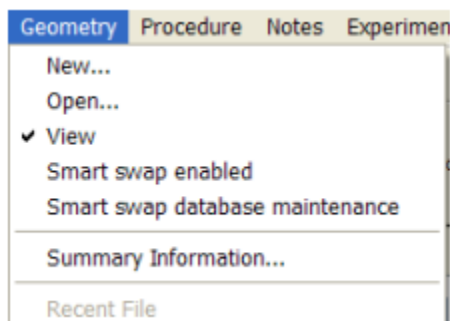 Geometry Procedure Notes Experimen
New...
Open...
✔ View
Smart swap enabled
Smart swap database maintenance
Summary Information...
Recent File